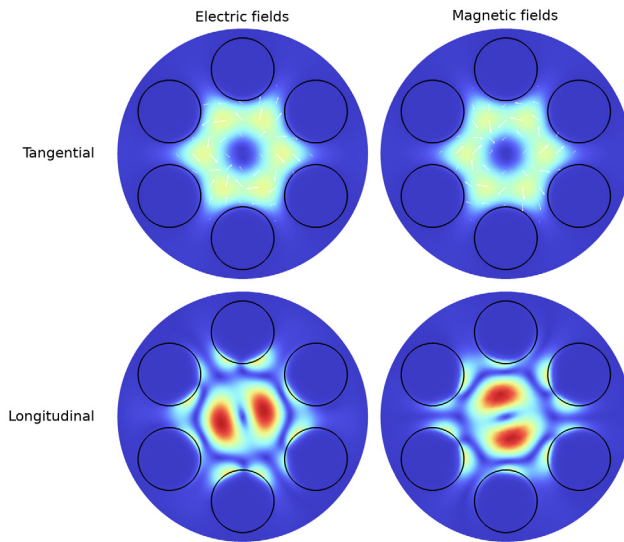 Electric fields
Magnetic fields
Tangential
Longitudinal